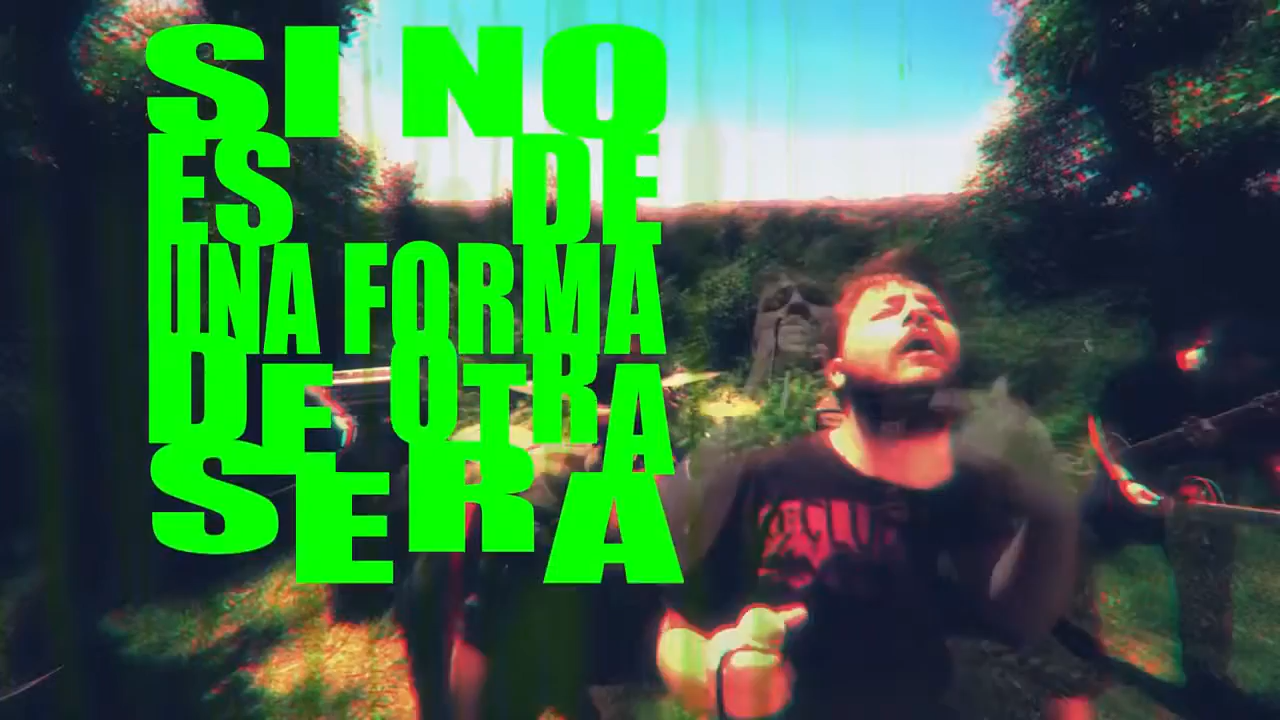 SI NO
ES DE
UNA FORMA
DE OTRA
SERA